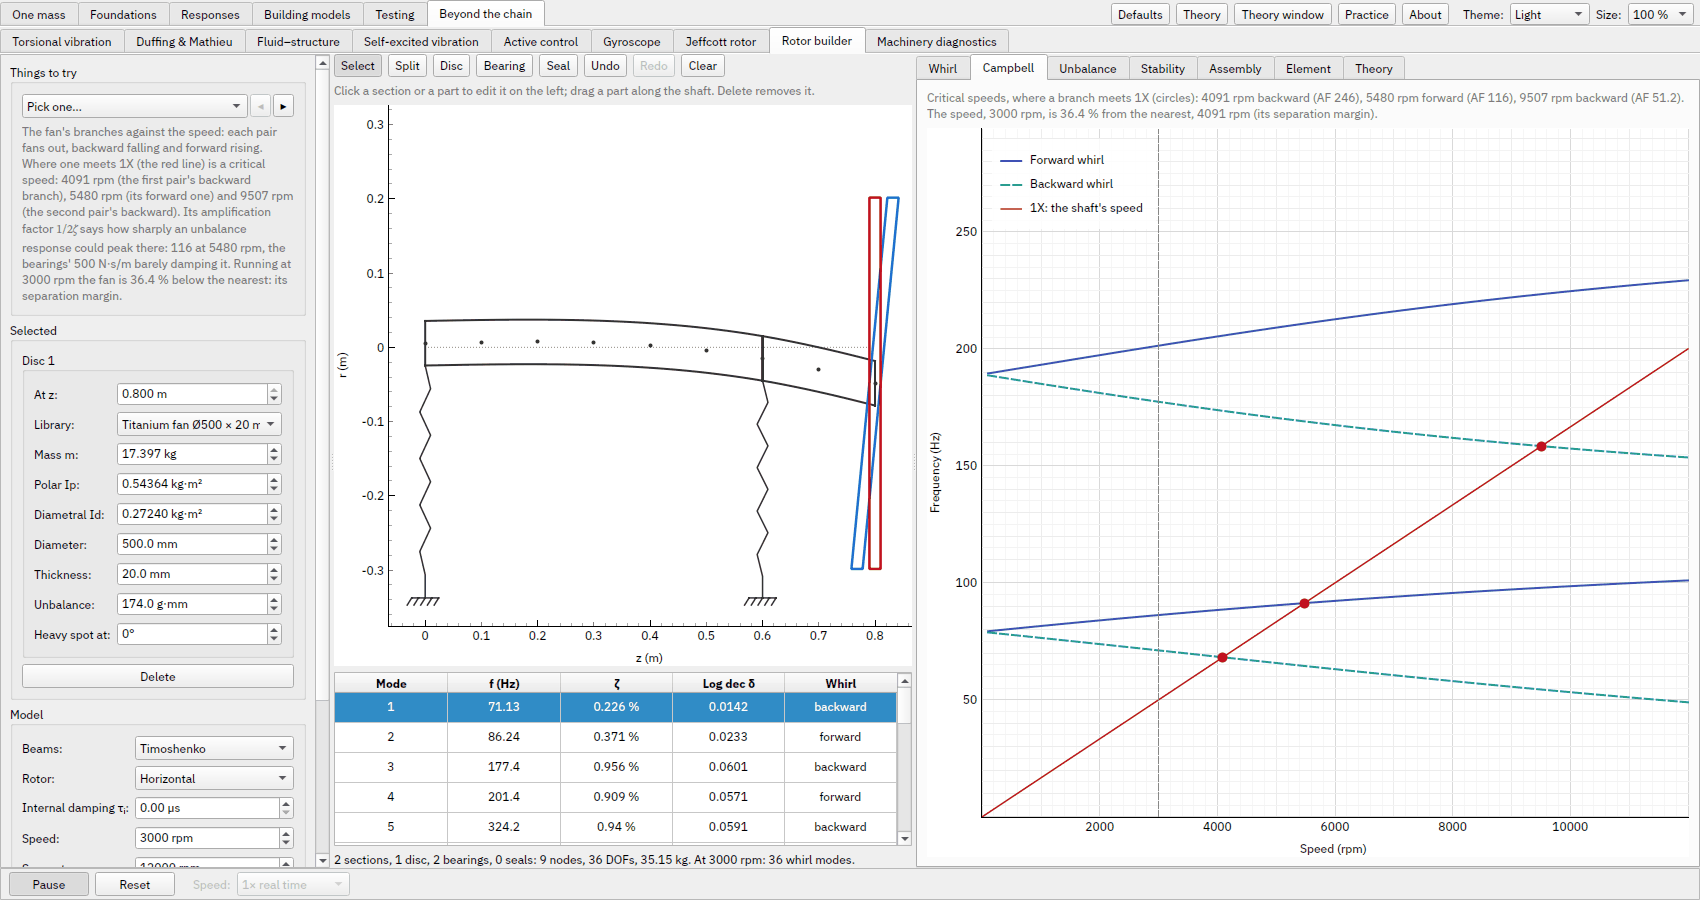 One mass
Foundations
Responses
Building models
Testing
Beyond the chain
Defaults
Theory
Theory window
Practice
About
Theme:
Light
Size:
100 %
Torsional vibration
Duffing & Mathieu
Fluid–structure
Self-excited vibration
Active control
Gyroscope
Jeffcott rotor
Rotor builder
Machinery diagnostics
Things to try
Pick one...
The fan's branches against the speed: each pair
fans out, backward falling and forward rising.
Where one meets 1X (the red line) is a critical
speed: 4091 rpm (the first pair's backward
branch), 5480 rpm (its forward one) and 9507 rpm
(the second pair's backward). Its amplification
factor 1/2ζ says how sharply an unbalance
response could peak there: 116 at 5480 rpm, the
bearings' 500 N·s/m barely damping it. Running at
3000 rpm the fan is 36.4 % below the nearest: its
separation margin.
Selected
Disc 1
At z:
0.800 m
Library:
Titanium fan Ø500 × 20 m
Mass m:
17.397 kg
Polar Ip:
0.54364 kg·m²
Diametral Id:
0.27240 kg·m²
Diameter:
500.0 mm
Thickness:
20.0 mm
Unbalance:
174.0 g·mm
Heavy spot at:
0°
Delete
Model
Beams:
Timoshenko
Rotor:
Horizontal
Internal damping τᵢ:
0.00 µs
Speed:
3000 rpm
Select
Split
Disc
Bearing
Seal
Undo
Redo
Clear
Click a section or a part to edit it on the left; drag a part along the shaft. Delete removes it.
r (m)
0.3
0.2
0.1
0
-0.1
-0.2
-0.3
0
0.1
0.2
0.3
0.4
0.5
0.6
0.7
0.8
z (m)
Mode f (Hz) ζ Log dec δ Whirl
1 71.13 0.226 % 0.0142 backward
2 86.24 0.371 % 0.0233 forward
3 177.4 0.956 % 0.0601 backward
4 201.4 0.909 % 0.0571 forward
5 324.2 0.94 % 0.0591 backward
2 sections, 1 disc, 2 bearings, 0 seals: 9 nodes, 36 DOFs, 35.15 kg. At 3000 rpm: 36 whirl modes.
Whirl
Campbell
Unbalance
Stability
Assembly
Element
Theory
Critical speeds, where a branch meets 1X (circles): 4091 rpm backward (AF 246), 5480 rpm forward (AF 116), 9507 rpm backward (AF 51.2).
The speed, 3000 rpm, is 36.4 % from the nearest, 4091 rpm (its separation margin).
Forward whirl
Backward whirl
1X: the shaft's speed
Frequency (Hz)
250
200
150
100
50
2000
4000
6000
8000
10000
Speed (rpm)
Pause
Reset
Speed:
1× real time